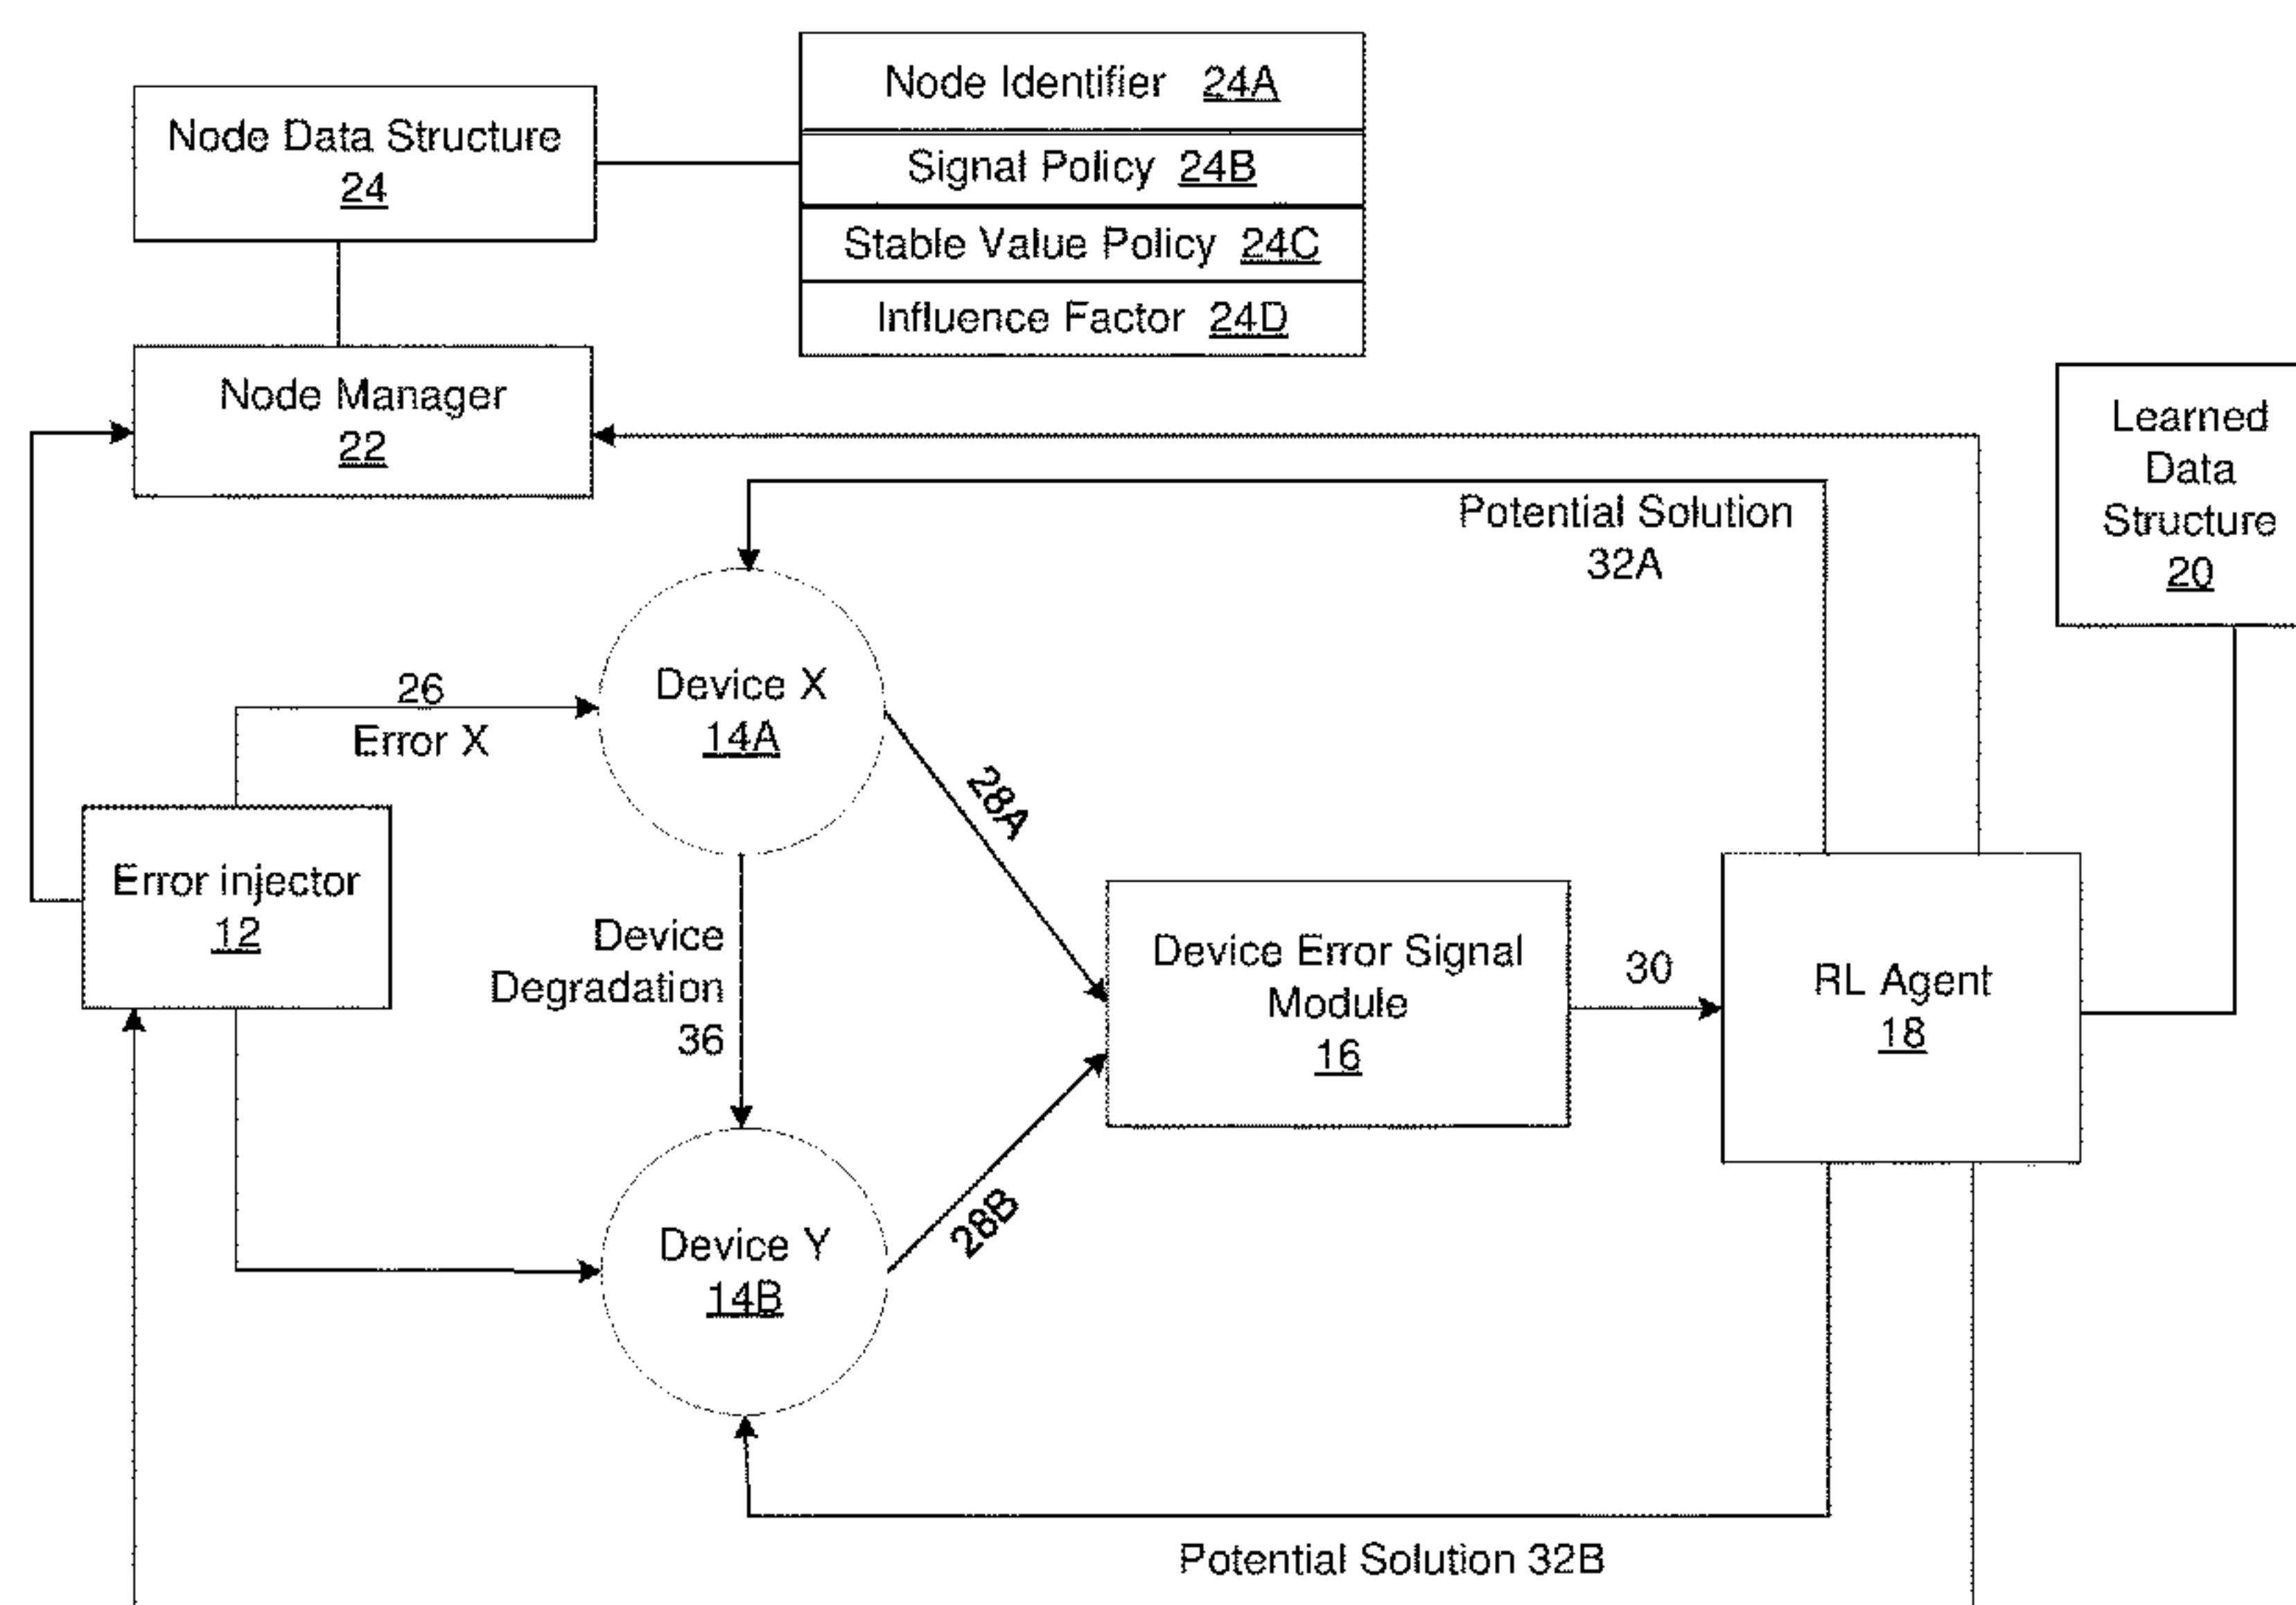 Node Identifier 24A
Node Data Structure
24
Signal Policy 24B
Stable Value Policy 24C
Influence Factor 24D
Node Manager
22
Learned
Data
Structure
20
Potential Solution
32A
26
Error X
Device X
14A
28A
Error injector
12
Device
Degradation
36
Device Error Signal
Module
16
30
RL Agent
18
28B
Device Y
14B
Potential Solution 32B